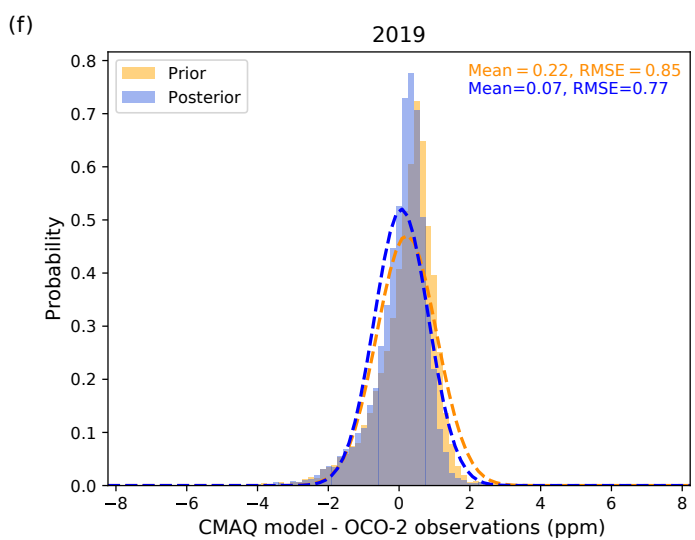 (f)
2019
Prior
Posterior
Mean = 0.22, RMSE = 0.85
Mean=0.07, RMSE=0.77
Probability
0.8
0.7
0.6
0.5
0.4
0.3
0.2
0.1
0.0
−8 −6 −4 −2 0 2 4 6 8
CMAQ model - OCO-2 observations (ppm)